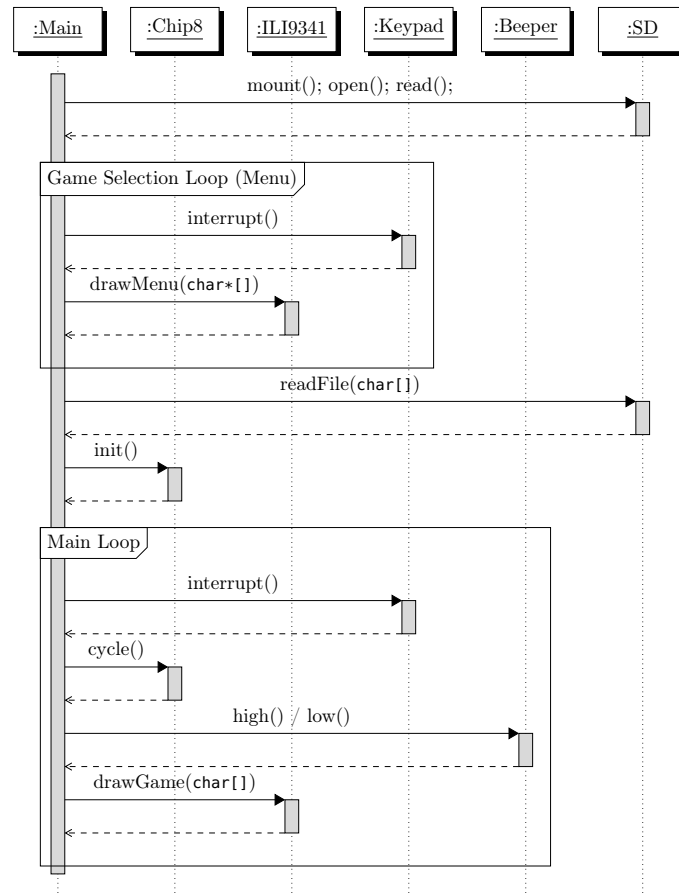 :Main :Chip8 :ILI9341 :Keypad :Beeper :SD
mount(); open(); read();
Game Selection Loop (Menu)
interrupt()
drawMenu(char*[])
readFile(char[])
init()
Main Loop
interrupt()
cycle()
high() / low()
drawGame(char[])